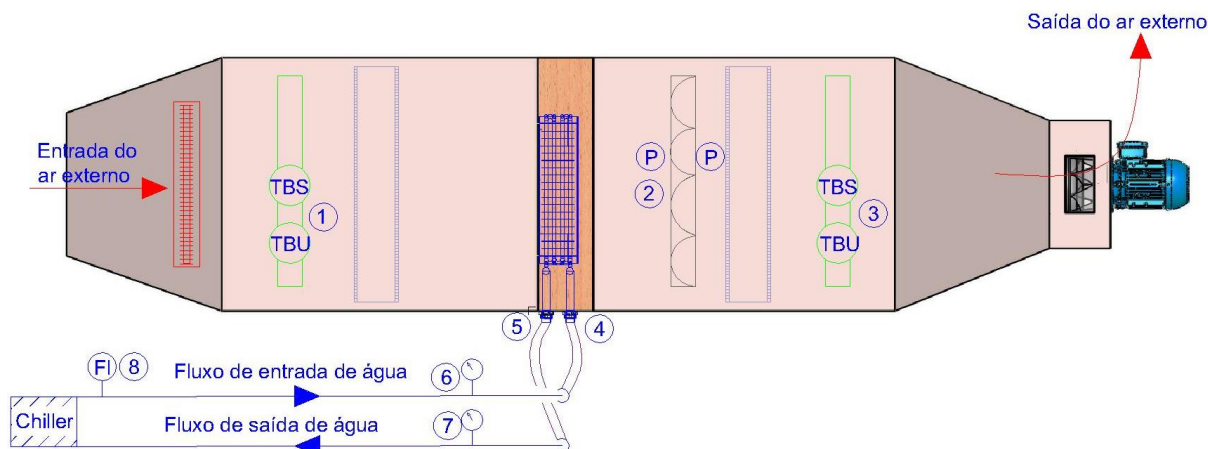 Saída do ar externo
Entrada do
ar externo
TBS
1
TBU
P
P
2
TBS
3
TBU
5
4
FI
8
Fluxo de entrada de água
6
Chiller
Fluxo de saída de água
7